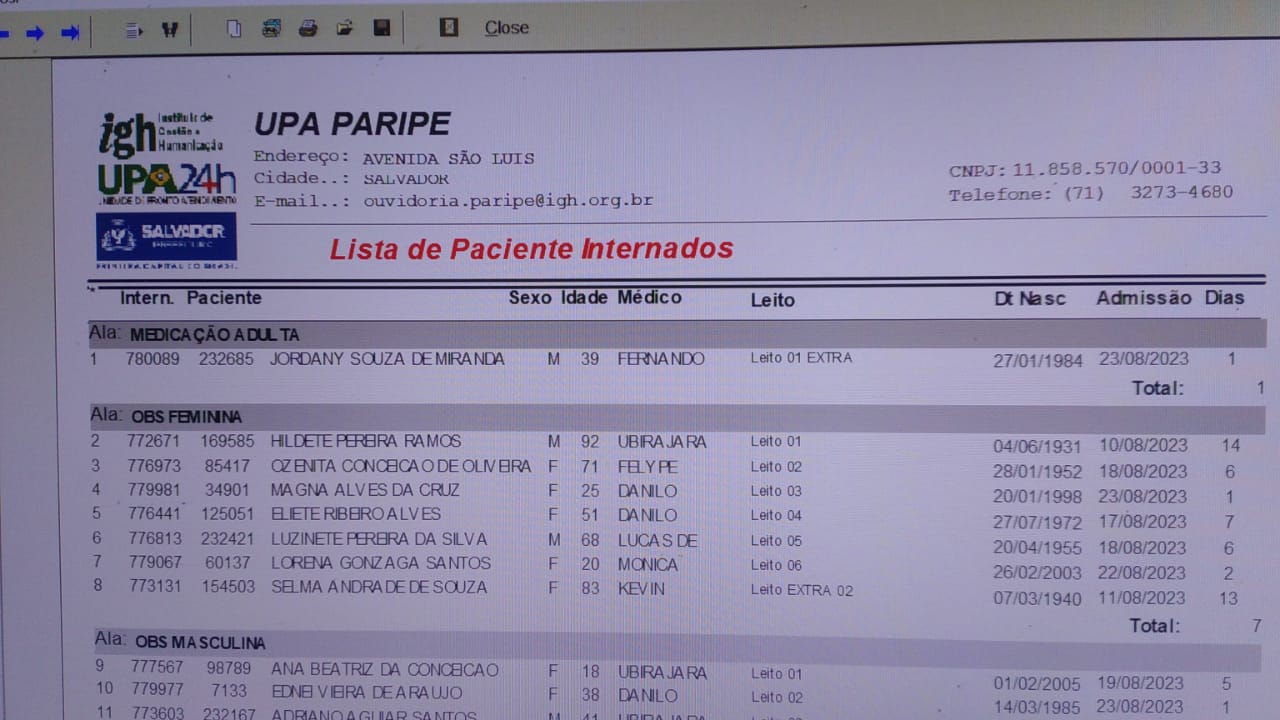 Close
igh Instituto de
Gestão e
Humanização
UPA 24h
UNIDADE DE PRONTO ATENDIMENTO
SALVADOR
PREFEITURA
PRIMEIRA CAPITAL DO BRASIL
UPA PARIPE
Endereço: AVENIDA SÃO LUIS
Cidade..: SALVADOR
E-mail..: ouvidoria.paripe@igh.org.br
CNPJ: 11.858.570/0001-33
Telefone: (71) 3273-4680
Lista de Paciente Internados
Intern. Paciente Sexo Idade Médico Leito Dt Nasc Admissão Dias
Ala: MEDICAÇÃO ADULTA
1 780089 232685 JORDANY SOUZA DE MIRANDA M 39 FERNANDO Leito 01 EXTRA 27/01/1984 23/08/2023 1
Total: 1
Ala: OBS FEMININA
2 772671 169585 HILDETE PEREIRA RAMOS M 92 UBIRAJARA Leito 01 04/06/1931 10/08/2023 14
3 776973 85417 OZENITA CONCEICAO DE OLIVEIRA F 71 FELYPE Leito 02 28/01/1952 18/08/2023 6
4 779981 34901 MAGNA ALVES DA CRUZ F 25 DANILO Leito 03 20/01/1998 23/08/2023 1
5 776441 125051 ELIETE RIBEIRO ALVES F 51 DANILO Leito 04 27/07/1972 17/08/2023 7
6 776813 232421 LUZINETE PEREIRA DA SILVA M 68 LUCAS DE Leito 05 20/04/1955 18/08/2023 6
7 779067 60137 LORENA GONZAGA SANTOS F 20 MONICA Leito 06 26/02/2003 22/08/2023 2
8 773131 154503 SELMA ANDRADE DE SOUZA F 83 KEVIN Leito EXTRA 02 07/03/1940 11/08/2023 13
Total: 7
Ala: OBS MASCULINA
9 777567 98789 ANA BEATRIZ DA CONCEICAO F 18 UBIRAJARA Leito 01 01/02/2005 19/08/2023 5
10 779977 7133 EDNEI VIEIRA DE ARAUJO F 38 DANILO Leito 02 14/03/1985 23/08/2023 1
11 773603 232167 ADRIANO AGUIAR SANTOS M 41 UBIRAJARA Leito